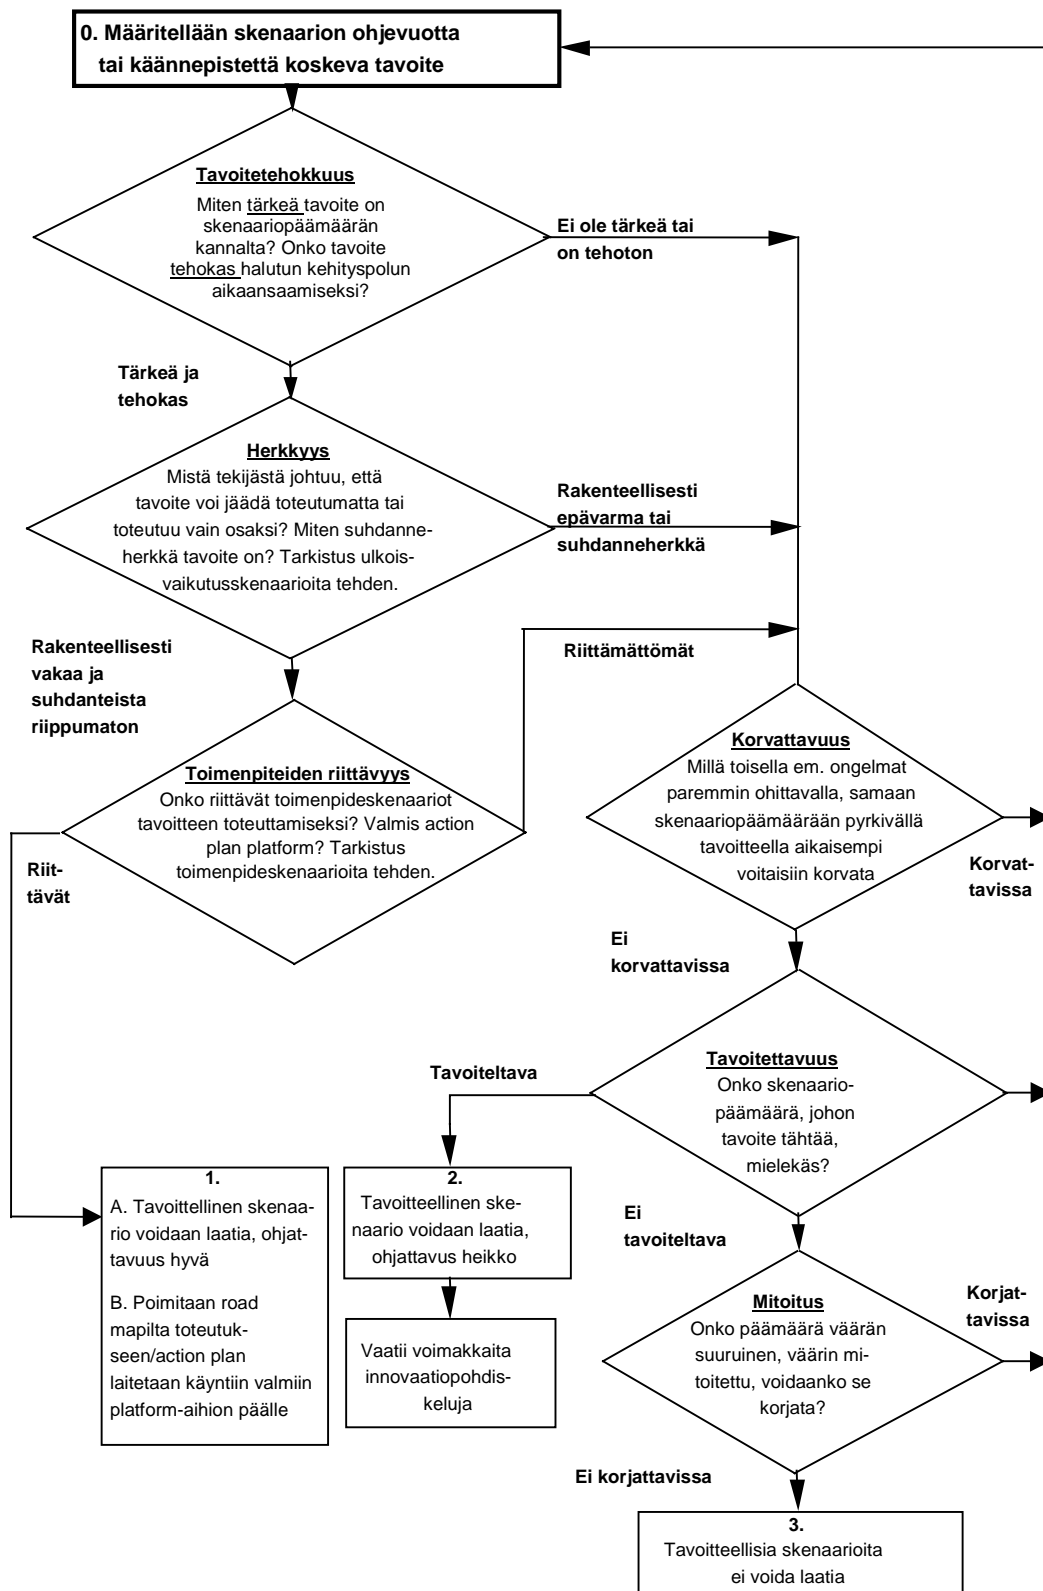 0. Määritellään skenaarion ohjevuotta
tai käännepistettä koskeva tavoite
Tavoitetehokkuus
Miten tärkeä tavoite on
skenaariopäämäärän
kannalta? Onko tavoite
tehokas halutun kehityspolun
aikaansaamiseksi?
Ei ole tärkeä tai
on tehoton
Tärkeä ja
tehokas
Herkkyys
Mistä tekijästä johtuu, että
tavoite voi jäädä toteutumatta tai
toteutuu vain osaksi? Miten suhdanne-
herkkä tavoite on? Tarkistus ulkois-
vaikutusskenaarioita tehden.
Rakenteellisesti
epävarma tai
suhdanneherkkä
Rakenteellisesti
vakaa ja
suhdanteista
riippumaton
Riittämättömät
Toimenpiteiden riittävyys
Onko riittävät toimenpideskenaariot
tavoitteen toteuttamiseksi? Valmis action
plan platform? Tarkistus
toimenpideskenaarioita tehden.
Riit-
tävät
Korvattavuus
Millä toisella em. ongelmat
paremmin ohittavalla, samaan
skenaariopäämäärään pyrkivällä
tavoitteella aikaisempi
voitaisiin korvata
Korvat-
tavissa
Ei
korvattavissa
Tavoitettavuus
Onko skenaario-
päämäärä, johon
tavoite tähtää,
mielekäs?
Tavoiteltava
Ei
tavoiteltava
1.
A. Tavoittellinen skenaa-
rio voidaan laatia, ohjat-
tavuus hyvä
B. Poimitaan road
mapilta toteutuk-
seen/action plan
laitetaan käyntiin valmiin
platform-aihion päälle
2.
Tavoitteellinen ske-
naario voidaan laatia,
ohjattavus heikko
Vaatii voimakkaita
innovaatiopohdis-
keluja
Mitoitus
Onko päämäärä väärän
suuruinen, väärin mi-
toitettu, voidaanko se
korjata?
Korjat-
tavissa
Ei korjattavissa
3.
Tavoitteellisia skenaarioita
ei voida laatia